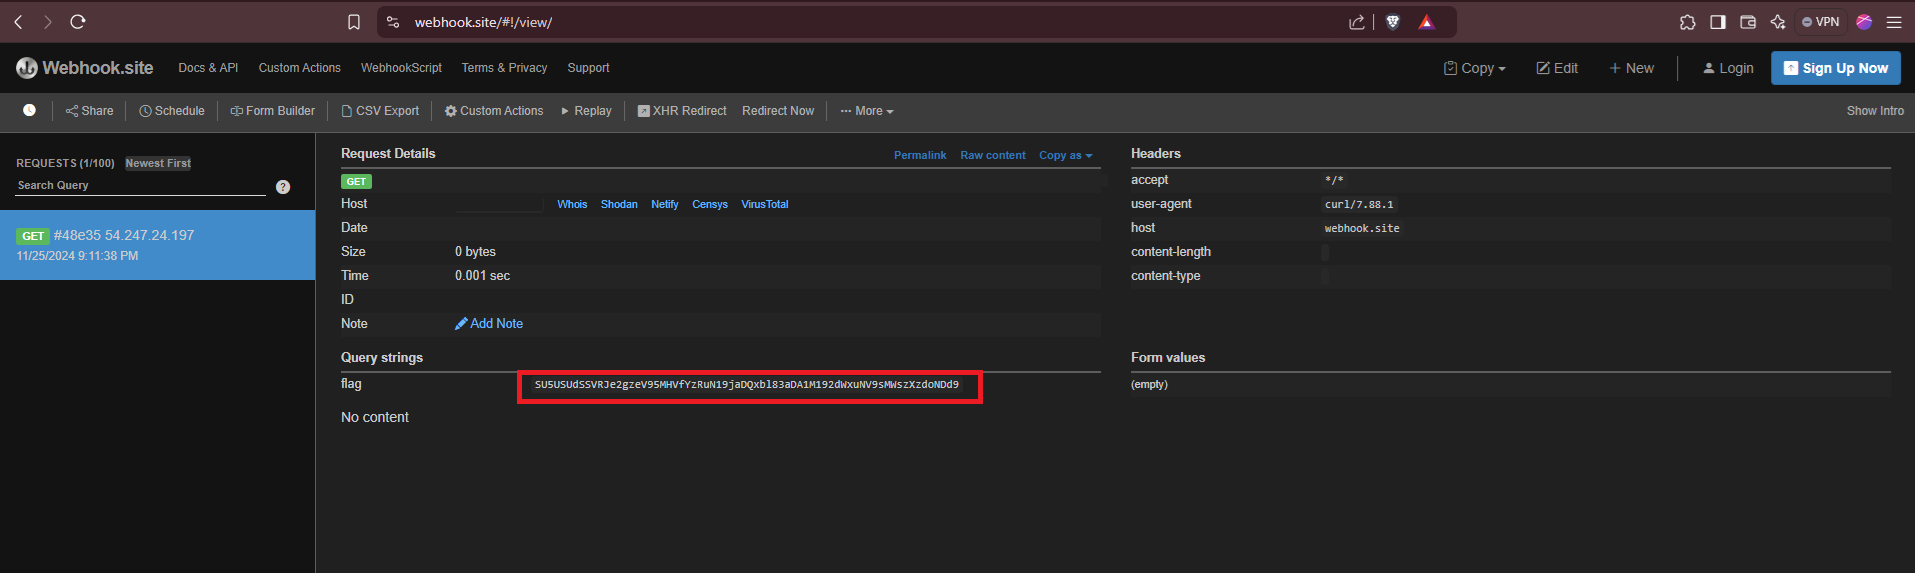 webhook.site/#!/view/
VPN
Webhook.site Docs & API Custom Actions WebhookScript Terms & Privacy Support Copy Edit + New Login Sign Up Now
Share Schedule Form Builder CSV Export Custom Actions Replay XHR Redirect Redirect Now ··· More Show Intro
REQUESTS (1/100) Newest First
Search Query ?
GET #48e35 54.247.24.197
11/25/2024 9:11:38 PM
Request Details Permalink Raw content Copy as
GET
Host Whois Shodan Netify Censys VirusTotal
Date
Size 0 bytes
Time 0.001 sec
ID
Note Add Note
Query strings
flag SU5USUdSSVRJe2gzeV95MHVfYzRuN19jaDQxbl83aDA1M192dWxuNV9sMWszXzdoNDd9
No content
Headers
accept */*
user-agent curl/7.88.1
host webhook.site
content-length
content-type
Form values
(empty)